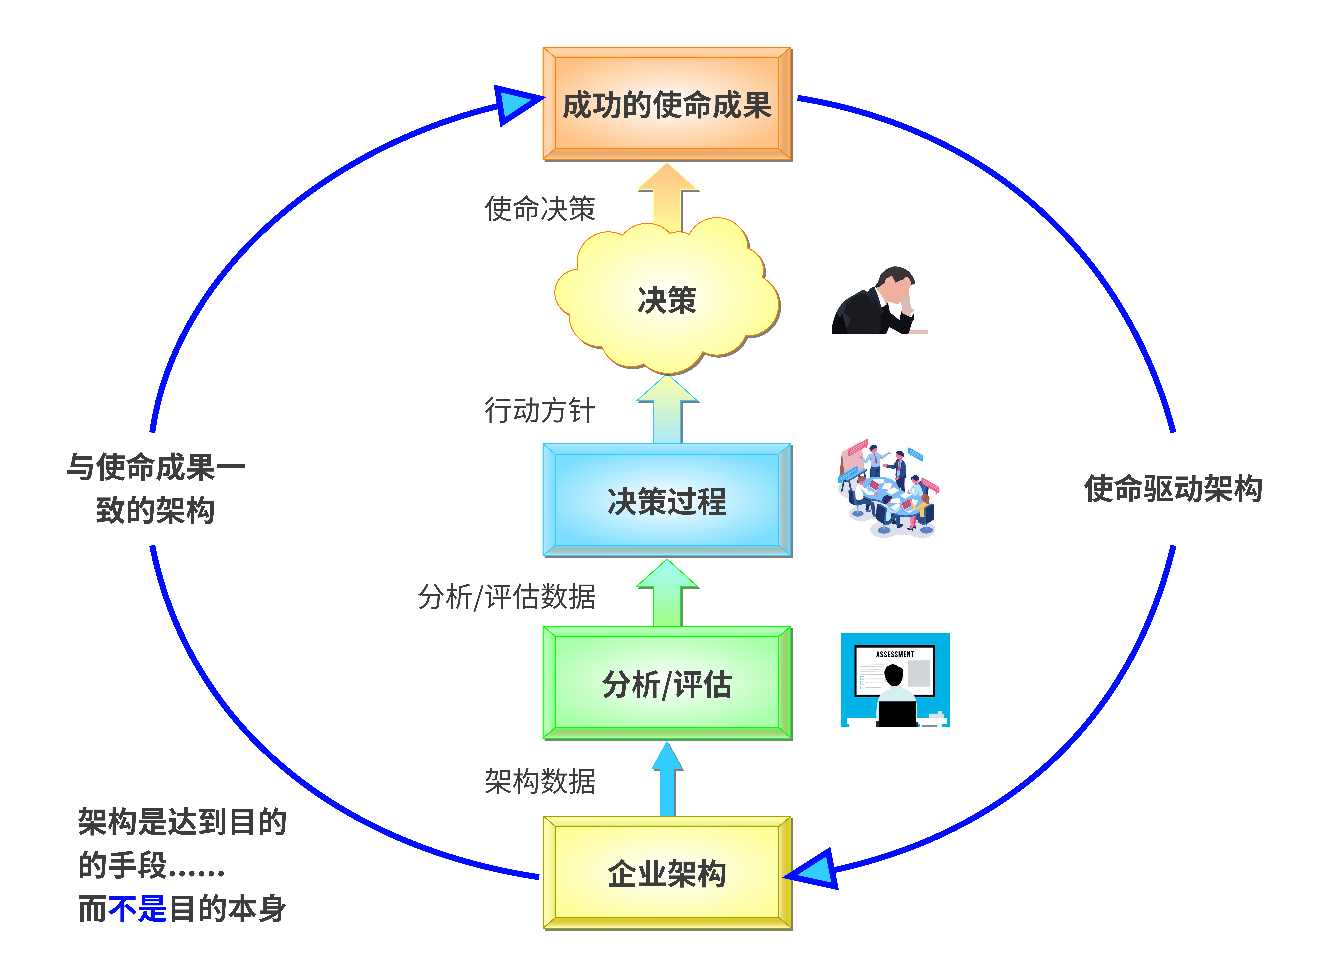 成功的使命成果
使命决策
决策
行动方针
与使命成果一
致的架构
决策过程
使命驱动架构
分析/评估数据
ASSESSMENT
分析/评估
架构数据
架构是达到目的
的手段......
而不是目的本身
企业架构